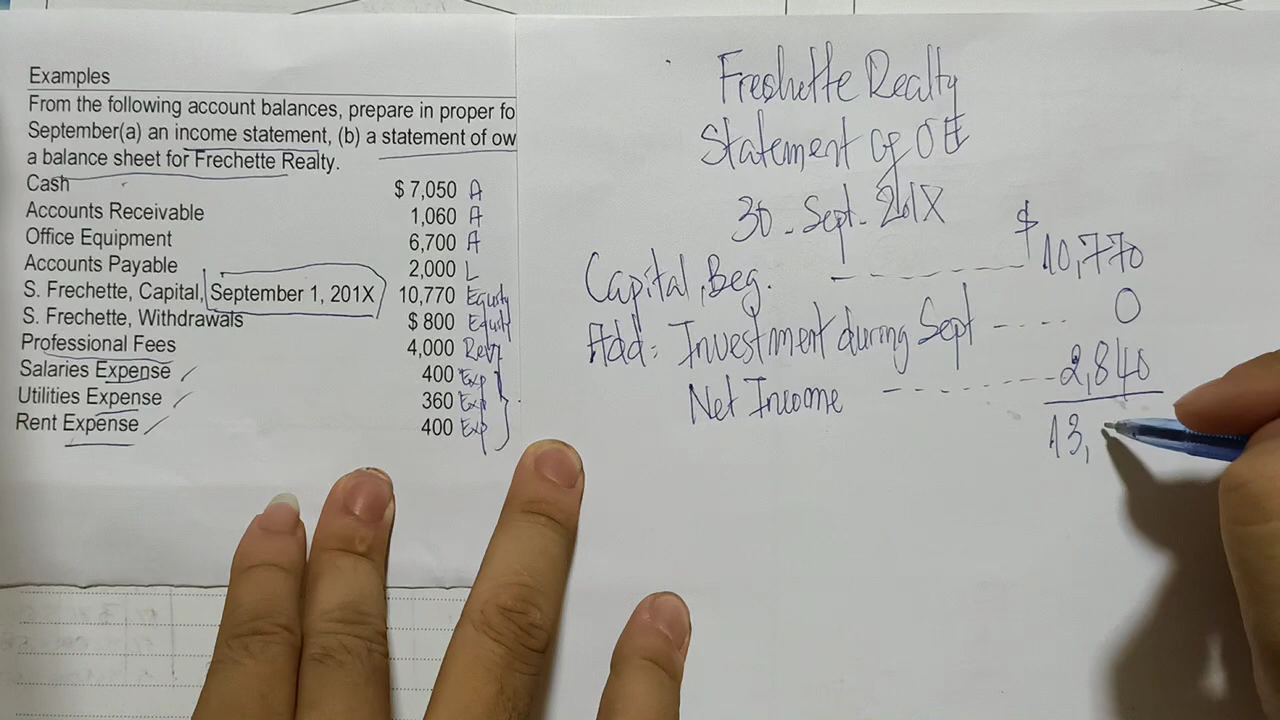 Examples
From the following account balances, prepare in proper fo
September(a) an income statement, (b) a statement of ow
a balance sheet for Frechette Realty.
Cash $ 7,050 A
Accounts Receivable 1,060 A
Office Equipment 6,700 A
Accounts Payable 2,000 L
S. Frechette, Capital, September 1, 201X 10,770 Equity
S. Frechette, Withdrawals $ 800 Equity
Professional Fees 4,000 Rev
Salaries Expense 400 Exp
Utilities Expense 360 Exp
Rent Expense 400 Exp
Freshette Realty
Statement of OE
30 - Sept - 201X
Capital, Beg. $ 10,770
Add: Investment during Sept 0
Net Income 2,840
13,